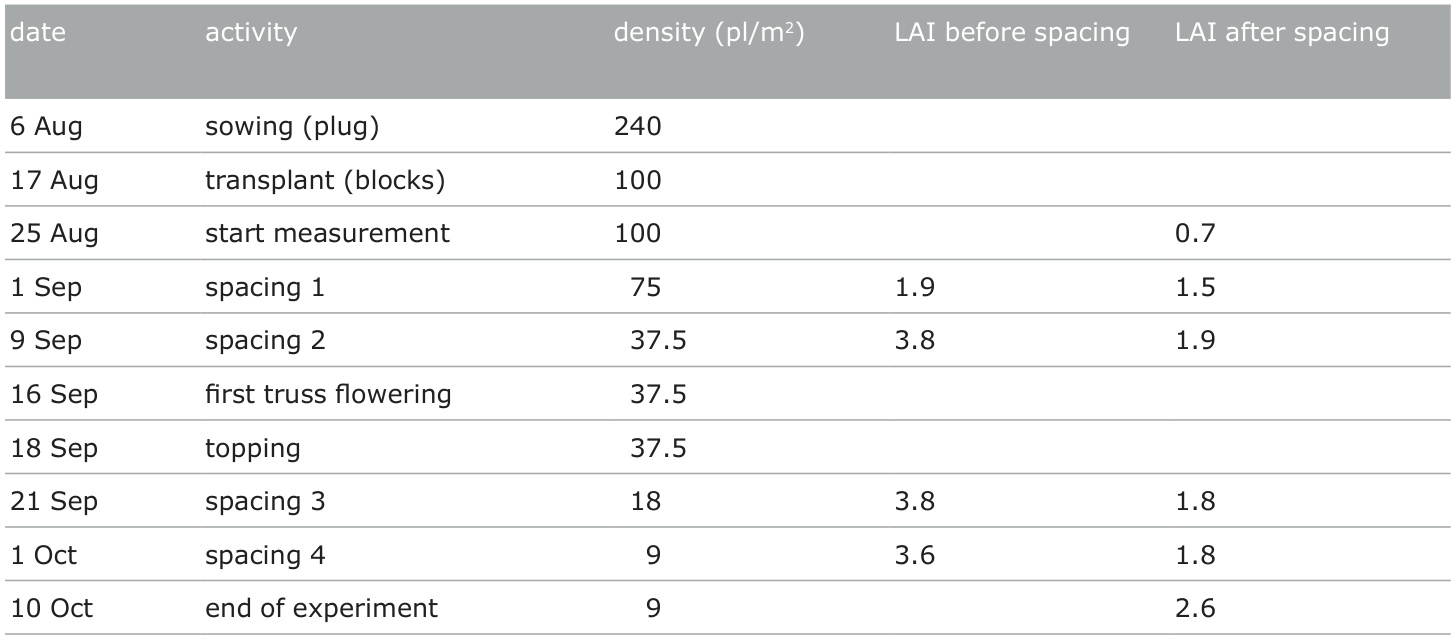 date activity density (pl/m²) LAI before spacing LAI after spacing
6 Aug sowing (plug) 240
17 Aug transplant (blocks) 100
25 Aug start measurement 100 0.7
1 Sep spacing 1 75 1.9 1.5
9 Sep spacing 2 37.5 3.8 1.9
16 Sep first truss flowering 37.5
18 Sep topping 37.5
21 Sep spacing 3 18 3.8 1.8
1 Oct spacing 4 9 3.6 1.8
10 Oct end of experiment 9 2.6